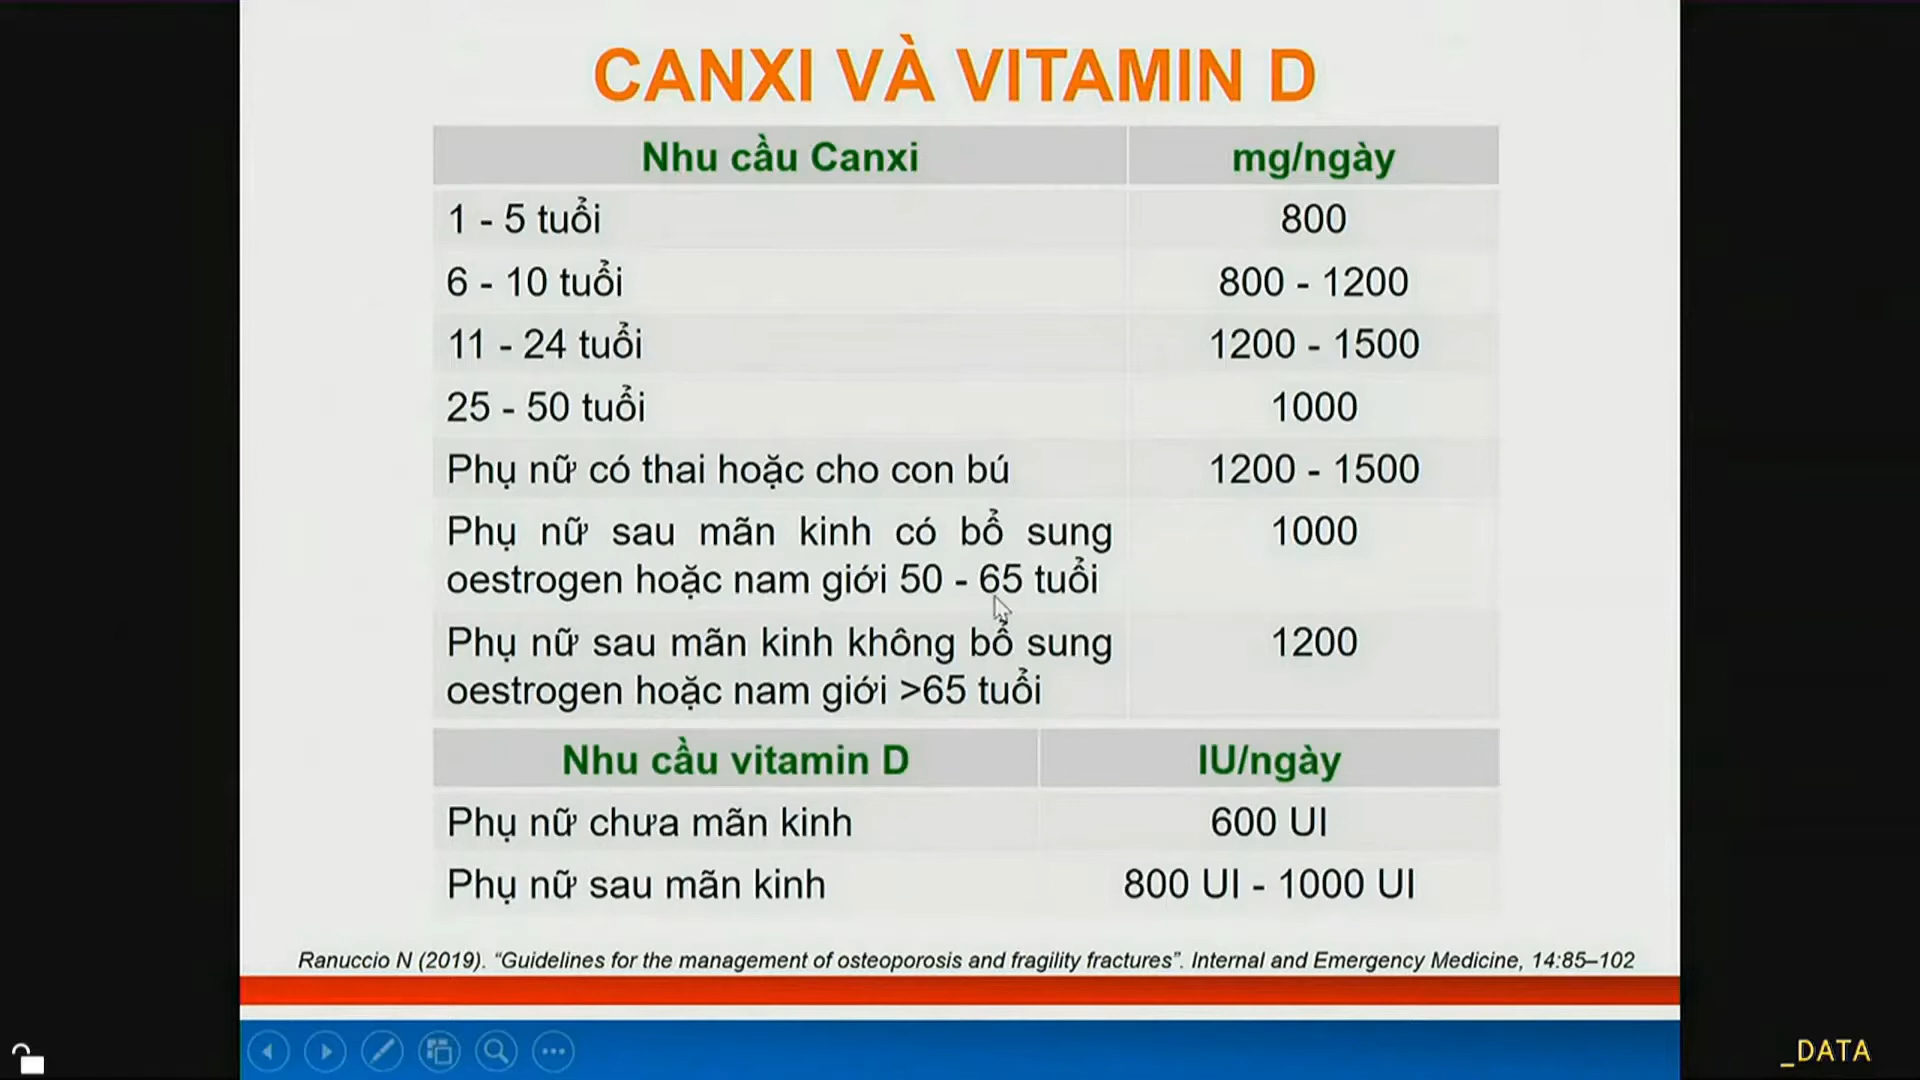 CANXI VÀ VITAMIN D
Nhu cầu Canxi mg/ngày
1 - 5 tuổi 800
6 - 10 tuổi 800 - 1200
11 - 24 tuổi 1200 - 1500
25 - 50 tuổi 1000
Phụ nữ có thai hoặc cho con bú 1200 - 1500
Phụ nữ sau mãn kinh có bổ sung 1000
oestrogen hoặc nam giới 50 - 65 tuổi
Phụ nữ sau mãn kinh không bổ sung 1200
oestrogen hoặc nam giới >65 tuổi
Nhu cầu vitamin D IU/ngày
Phụ nữ chưa mãn kinh 600 UI
Phụ nữ sau mãn kinh 800 UI - 1000 UI
Ranuccio N (2019). “Guidelines for the management of osteoporosis and fragility fractures”. Internal and Emergency Medicine, 14:85–102
_DATA